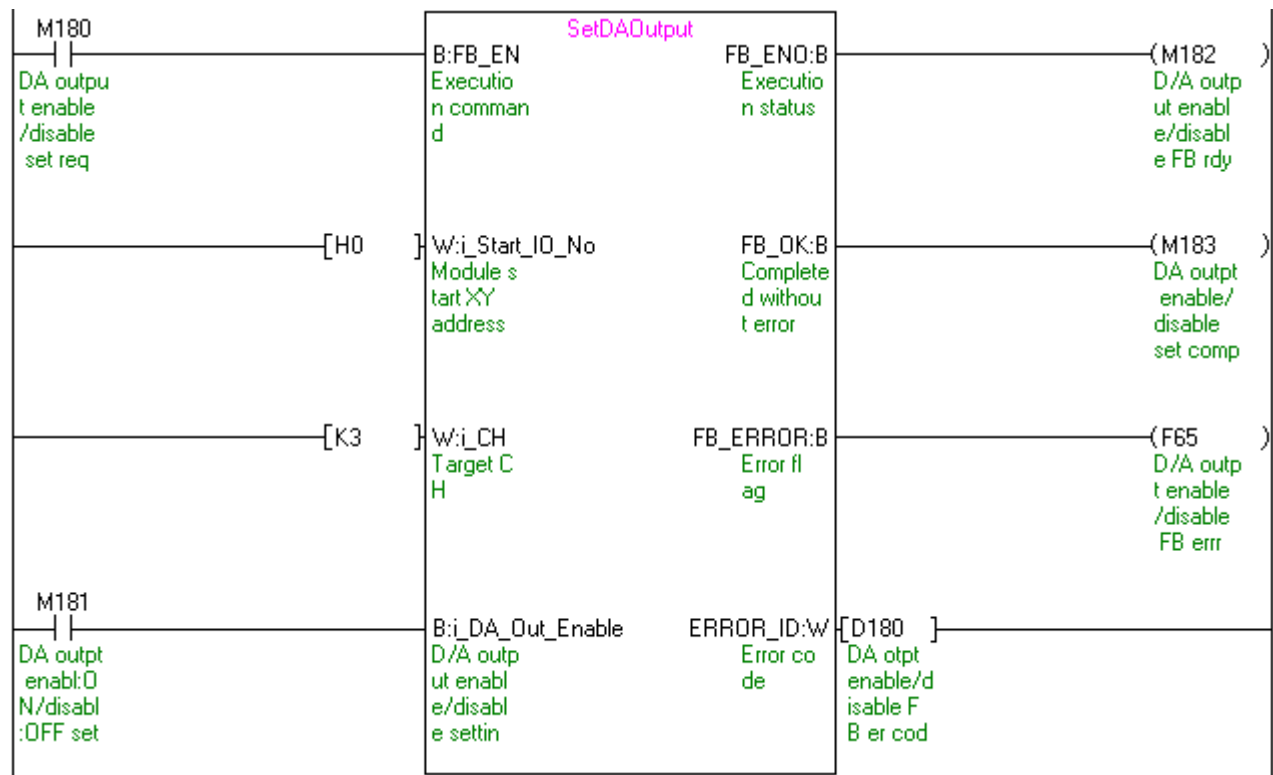 M180
SetDAOutput
B:FB_EN
FB_ENO:B
(M182 )
DA outpu
t enable
/disable
set req
Executio
n comman
d
Executio
n status
D/A outp
ut enabl
e/disabl
e FB rdy
[H0 ]
W:i_Start_IO_No
FB_OK:B
(M183 )
Module s
tart XY
address
Complete
d withou
t error
DA outpt
enable/
disable
set comp
[K3 ]
W:i_CH
FB_ERROR:B
(F65 )
Target C
H
Error fl
ag
D/A outp
t enable
/disable
FB errr
M181
B:i_DA_Out_Enable
ERROR_ID:W
[D180 ]
DA outpt
enabl:O
N/disabl
:OFF set
D/A outp
ut enabl
e/disabl
e settin
Error co
de
DA otpt
enable/d
isable F
B er cod